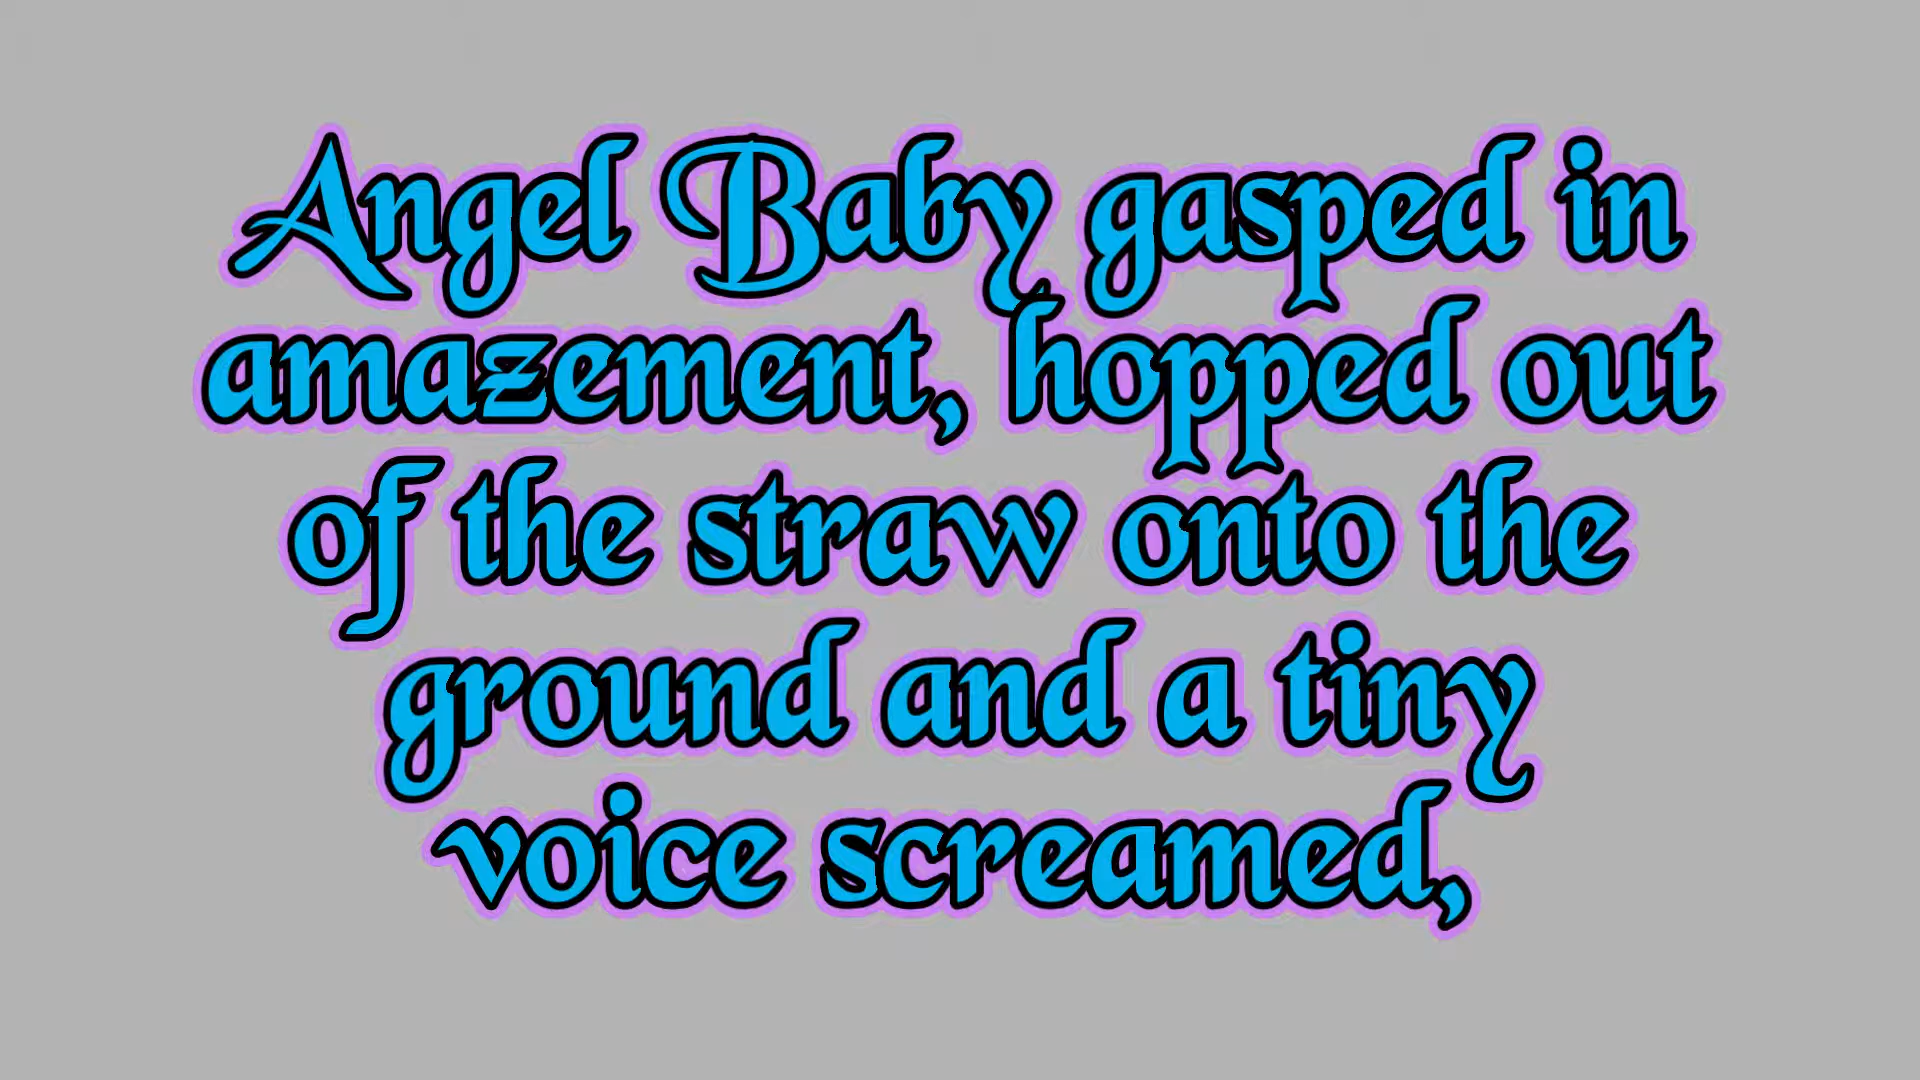 Angel Baby gasped in
amazement, hopped out
of the straw onto the
ground and a tiny
voice screamed,